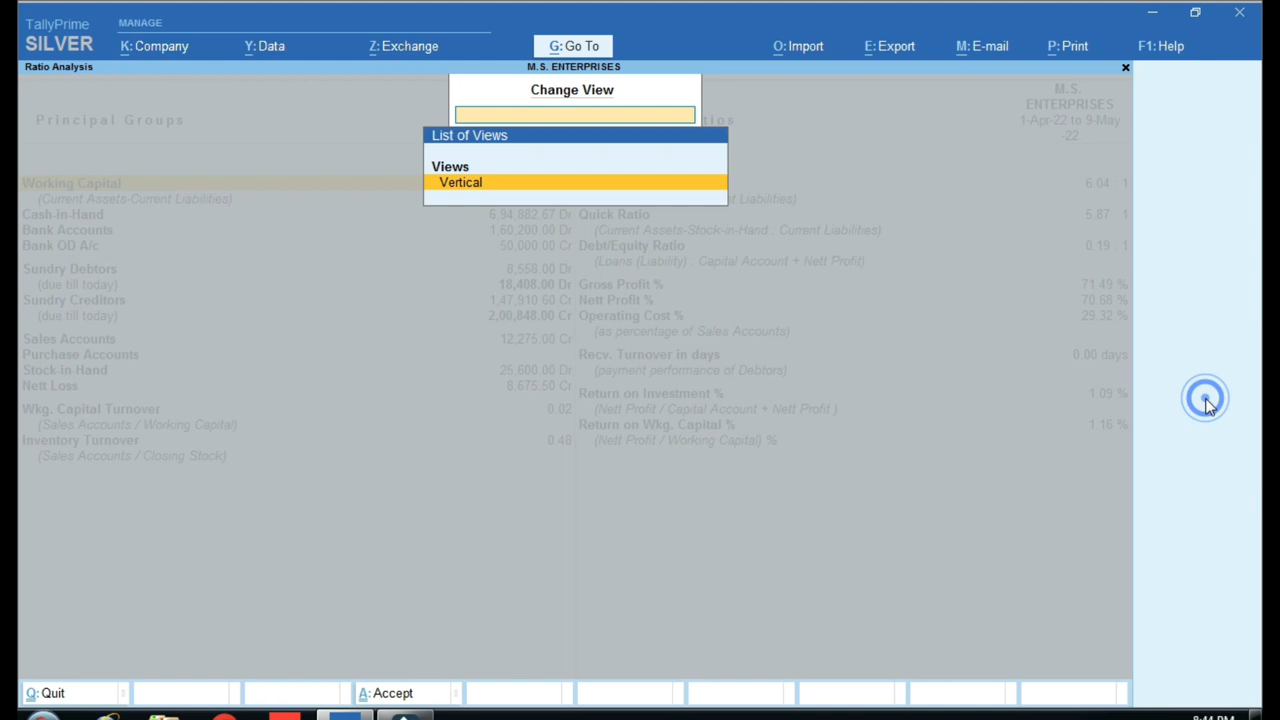 TallyPrime MANAGE
SILVER K: Company Y: Data Z: Exchange G: Go To O: Import E: Export M: E-mail P: Print F1: Help
Ratio Analysis M.S. ENTERPRISES
Change View
List of Views
Views
Vertical
Principal Groups
M.S.
ENTERPRISES
1-Apr-22 to 9-May
-22
Working Capital 6.04 : 1
(Current Assets-Current Liabilities) Liabilities)
Cash-in-Hand 6,94,882.67 Dr Quick Ratio 5.87 : 1
Bank Accounts 1,60,200.00 Dr (Current Assets-Stock-in-Hand : Current Liabilities)
Bank OD A/c 50,000.00 Cr Debt/Equity Ratio 0.19 : 1
(Loans (Liability) : Capital Account + Nett Profit)
Sundry Debtors 8,558.00 Dr
(due till today) 18,408.00 Dr Gross Profit % 71.49 %
Sundry Creditors 1,47,910.60 Cr Nett Profit % 70.68 %
(due till today) 2,00,848.00 Cr Operating Cost % 29.32 %
(as percentage of Sales Accounts)
Sales Accounts 12,275.00 Cr
Purchase Accounts Recv. Turnover in days 0.00 days
Stock-in-Hand 25,600.00 Dr (payment performance of Debtors)
Nett Loss 8,675.50 Cr Return on Investment % 1.09 %
Wkg. Capital Turnover 0.02 (Nett Profit / Capital Account + Nett Profit )
(Sales Accounts / Working Capital) Return on Wkg. Capital % 1.16 %
Inventory Turnover 0.48 (Nett Profit / Working Capital) %
(Sales Accounts / Closing Stock)
Q: Quit A: Accept
8:44 PM